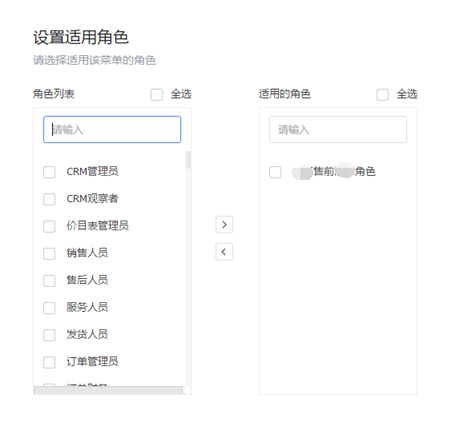 设置适用角色
请选择适用该菜单的角色
角色列表
全选
请输入
CRM管理员
CRM观察者
价目表管理员
销售人员
售后人员
服务人员
发货人员
订单管理员
适用的角色
全选
请输入
售前 角色